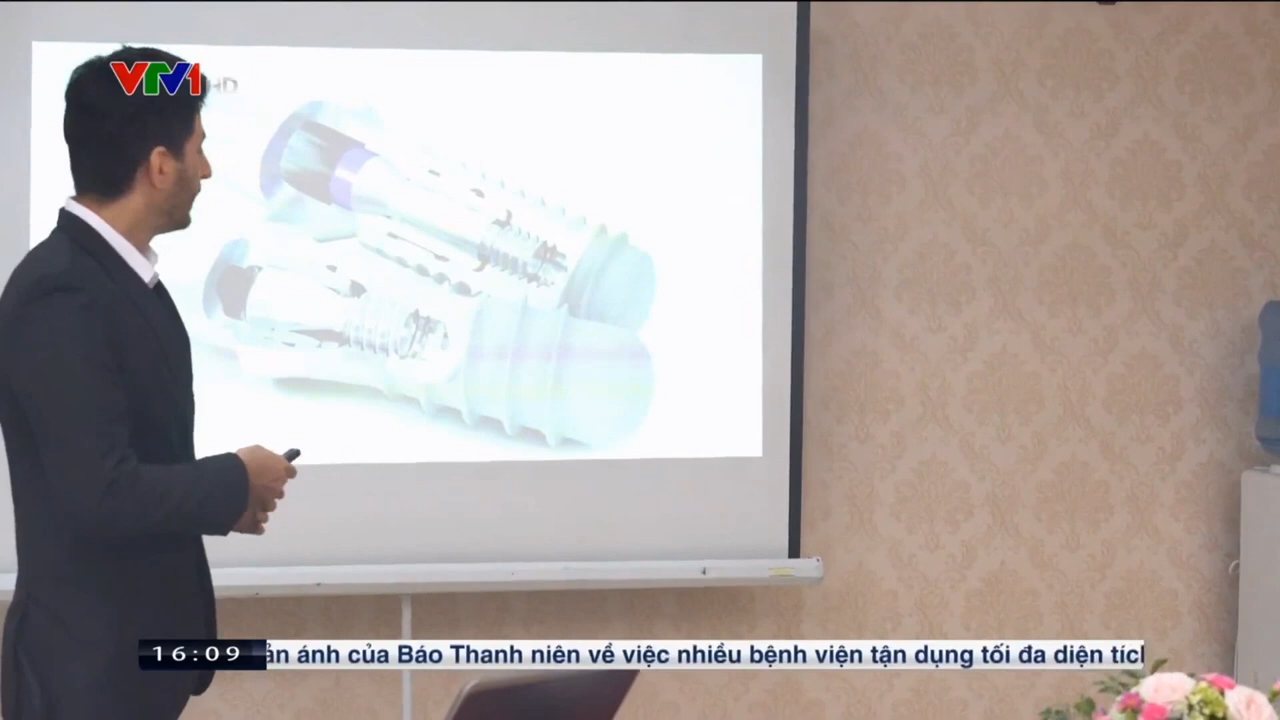 VTV1 HD
16:09 ản ánh của Báo Thanh niên về việc nhiều bệnh viện tận dụng tối đa diện tích